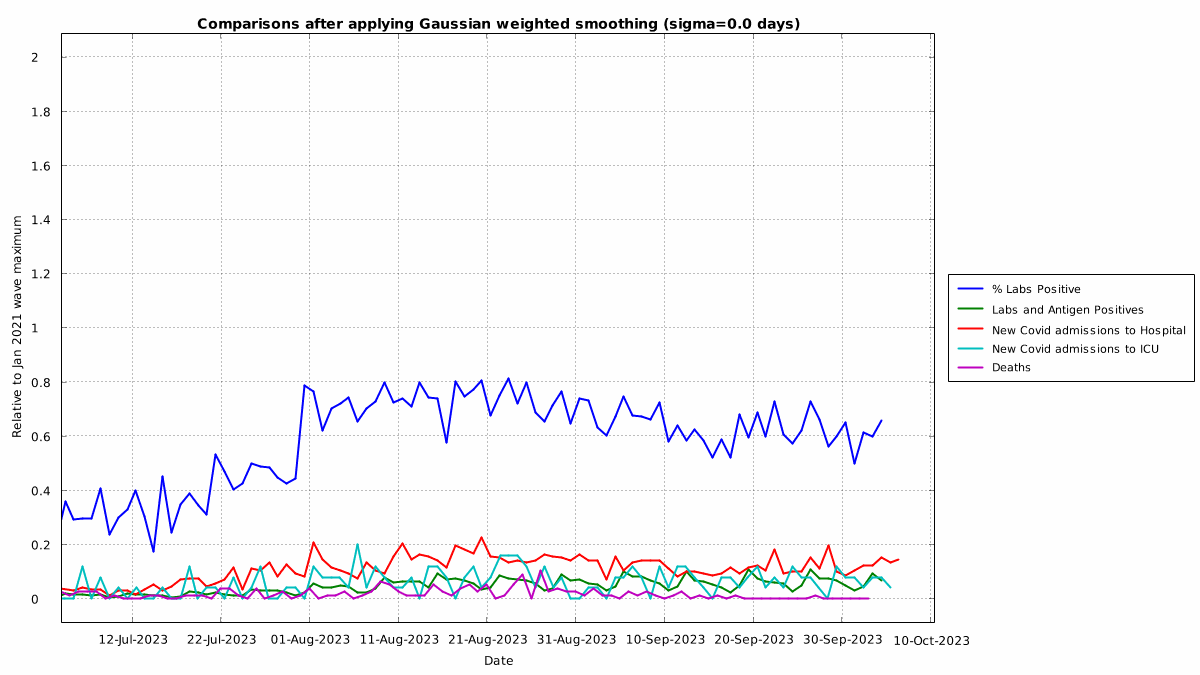 Comparisons after applying Gaussian weighted smoothing (sigma=0.0 days)
Relative to Jan 2021 wave maximum
2
1.8
1.6
1.4
1.2
1
0.8
0.6
0.4
0.2
0
12-Jul-2023 22-Jul-2023 01-Aug-2023 11-Aug-2023 21-Aug-2023 31-Aug-2023 10-Sep-2023 20-Sep-2023 30-Sep-2023 10-Oct-2023
Date
% Labs Positive
Labs and Antigen Positives
New Covid admissions to Hospital
New Covid admissions to ICU
Deaths